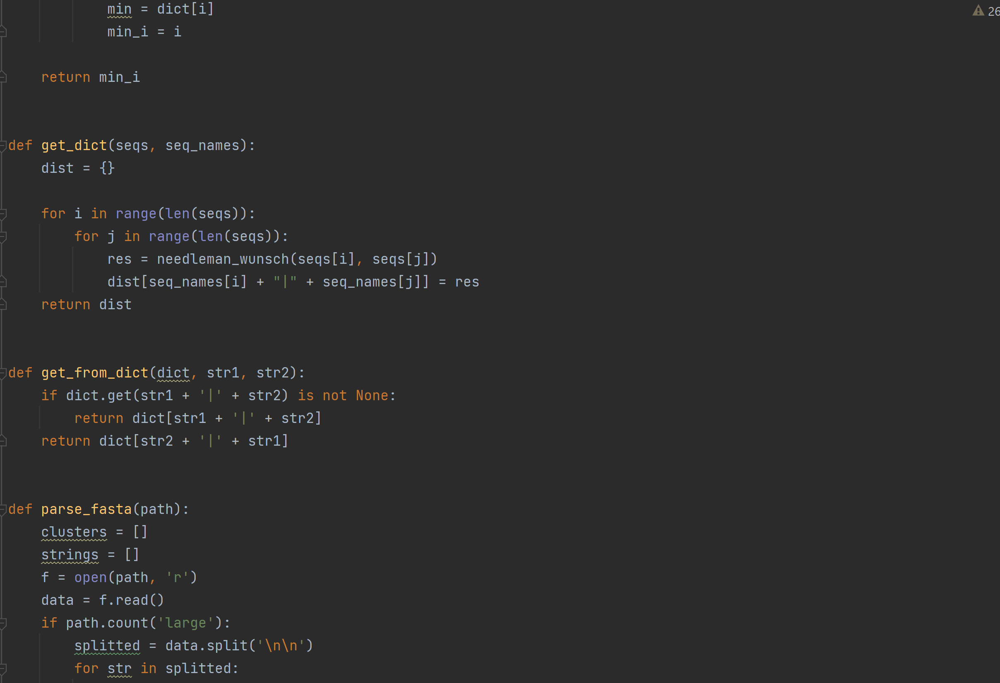 min = dict[i]
            min_i = i
    return min_i
def get_dict(seqs, seq_names):
    dist = {}
    for i in range(len(seqs)):
        for j in range(len(seqs)):
            res = needleman_wunsch(seqs[i], seqs[j])
            dist[seq_names[i] + "|" + seq_names[j]] = res
    return dist
def get_from_dict(dict, str1, str2):
    if dict.get(str1 + '|' + str2) is not None:
        return dict[str1 + '|' + str2]
    return dict[str2 + '|' + str1]
def parse_fasta(path):
    clusters = []
    strings = []
    f = open(path, 'r')
    data = f.read()
    if path.count('large'):
        splitted = data.split('\n\n')
        for str in splitted:
26